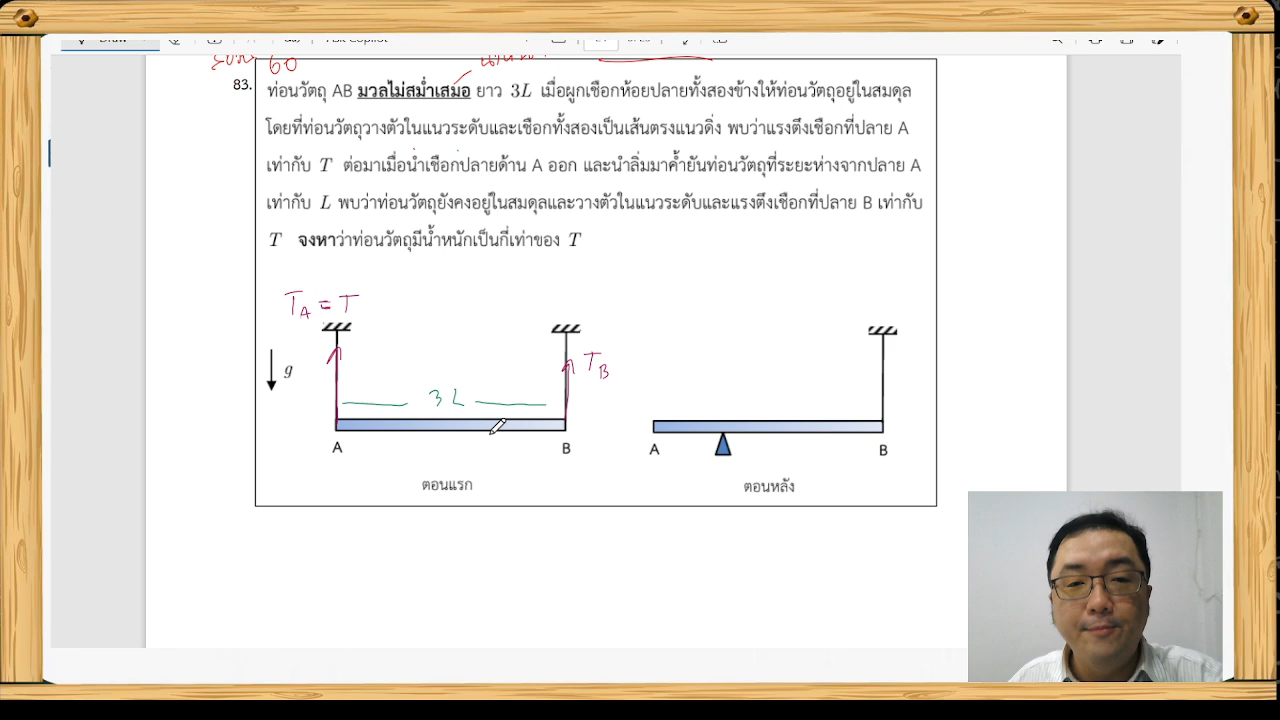 60
83. ท่อนวัตถุ AB มวลไม่สม่ำเสมอ ยาว 3L เมื่อผูกเชือกห้อยปลายทั้งสองข้างให้ท่อนวัตถุอยู่ในสมดุล
โดยที่ท่อนวัตถุวางตัวในแนวระดับและเชือกทั้งสองเป็นเส้นตรงแนวดิ่ง พบว่าแรงตึงเชือกที่ปลาย A
เท่ากับ T ต่อมาเมื่อนำเชือกปลายด้าน A ออก และนำลิ่มมาค้ำยันท่อนวัตถุที่ระยะห่างจากปลาย A
เท่ากับ L พบว่าท่อนวัตถุยังคงอยู่ในสมดุลและวางตัวในแนวระดับและแรงตึงเชือกที่ปลาย B เท่ากับ
T จงหาว่าท่อนวัตถุมีน้ำหนักเป็นกี่เท่าของ T
T_A = T
g
T_B
3L
A B A B
ตอนแรก ตอนหลัง